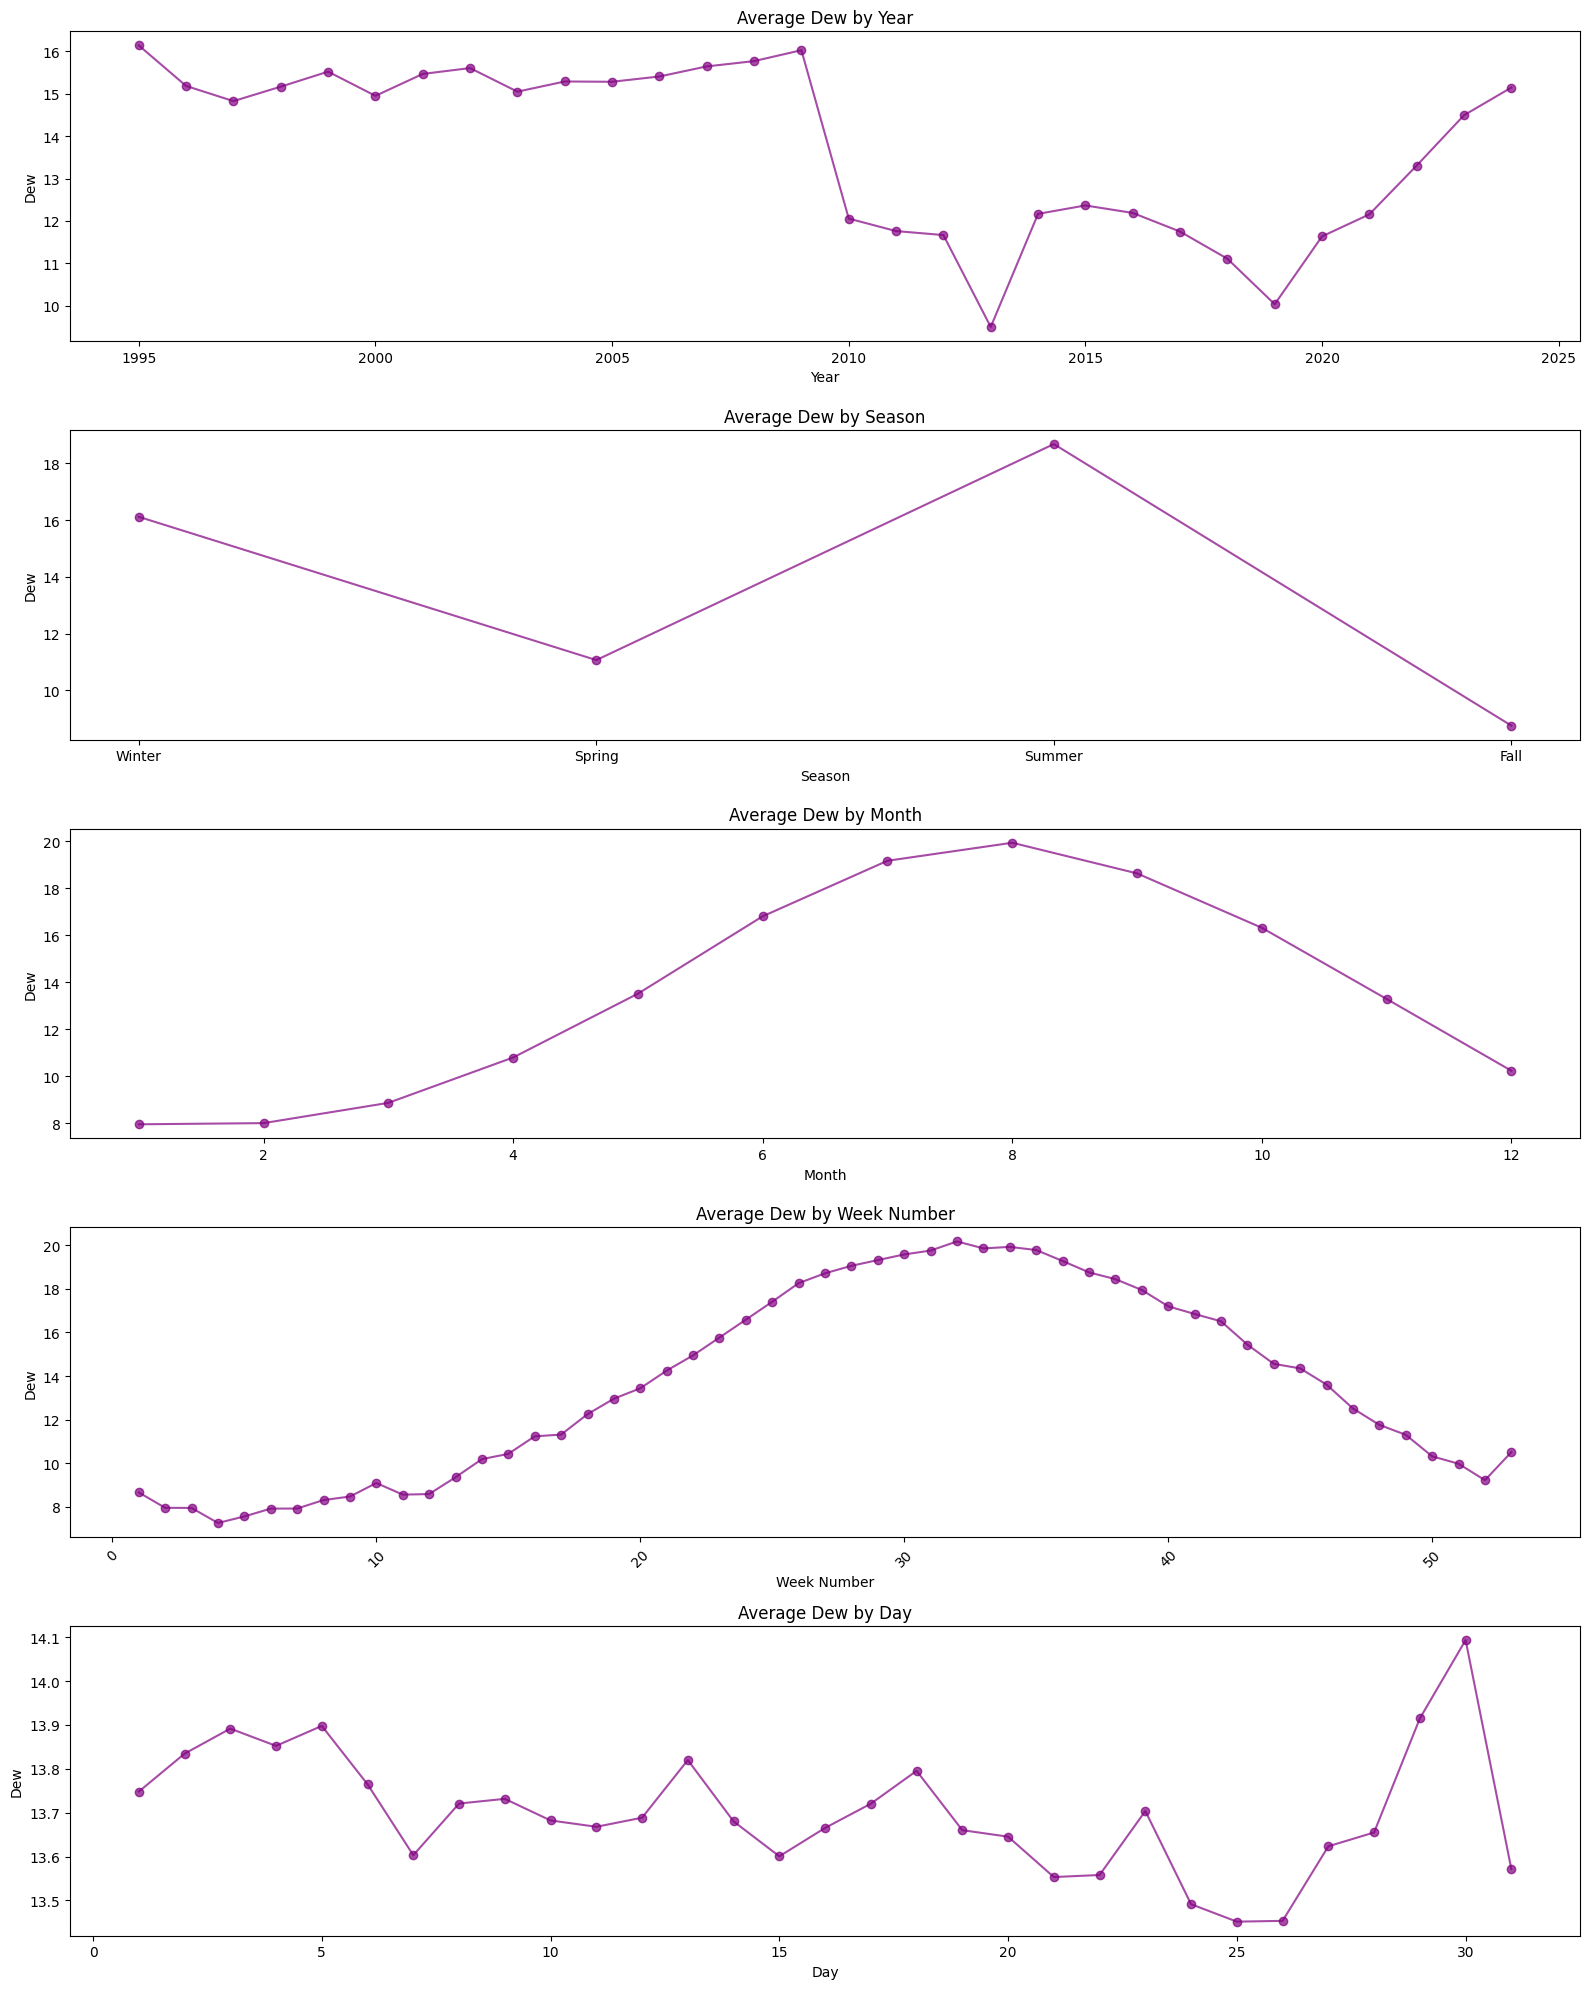 Average Dew by Year
16
15
14
13
12
11
10
Dew
1995 2000 2005 2010 2015 2020 2025
Year
Average Dew by Season
18
16
14
12
10
Dew
Winter Spring Summer Fall
Season
Average Dew by Month
20
18
16
14
12
10
8
Dew
2 4 6 8 10 12
Month
Average Dew by Week Number
20
18
16
14
12
10
8
Dew
0 10 20 30 40 50
Week Number
Average Dew by Day
14.1
14.0
13.9
13.8
13.7
13.6
13.5
Dew
0 5 10 15 20 25 30
Day